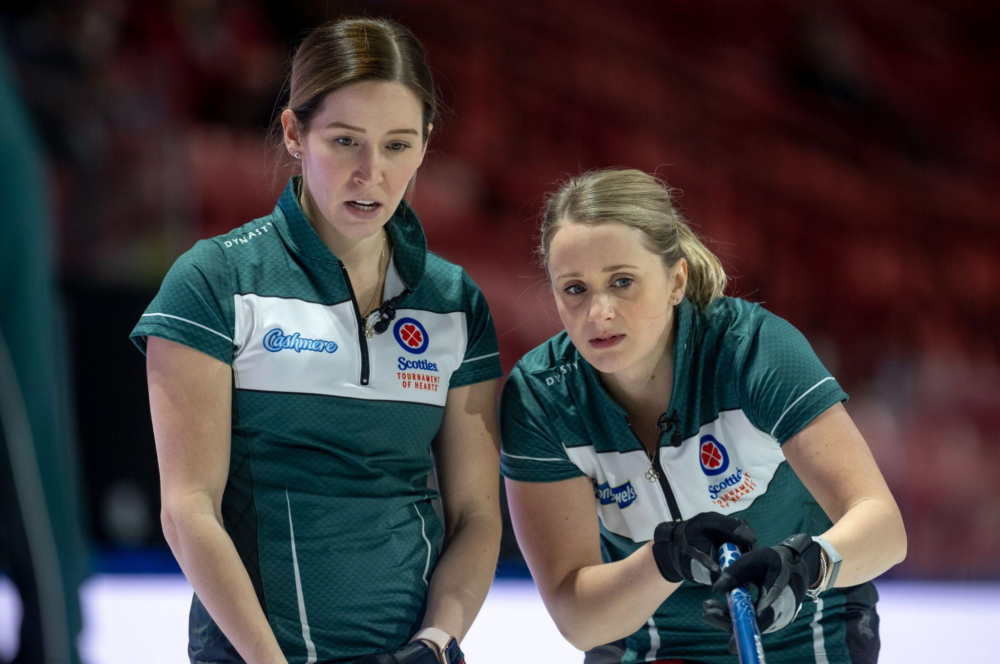 DYNASTY
Cashmere
Scotties.
TOURNAMENT
OF HEARTS
DYNASTY
Scotties
TOURNAMENT
OF HEARTS